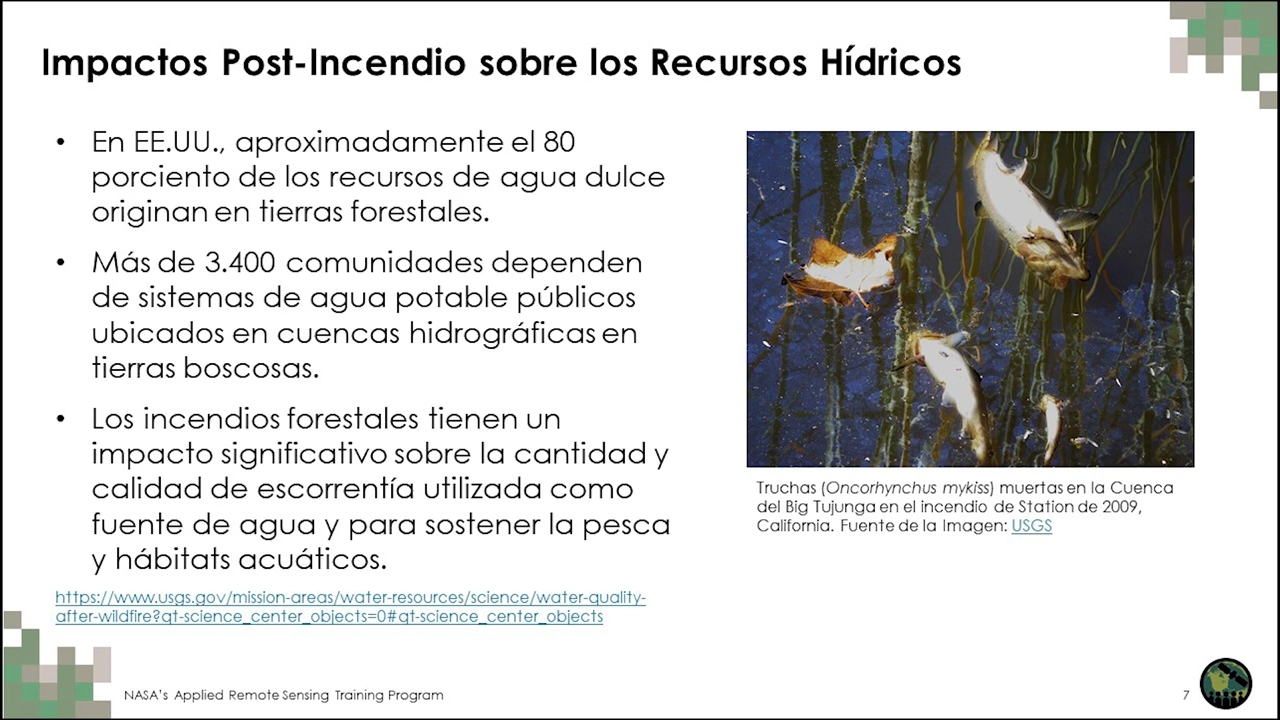 Impactos Post-Incendio sobre los Recursos Hídricos
• En EE.UU., aproximadamente el 80
porciento de los recursos de agua dulce
originan en tierras forestales.
• Más de 3.400 comunidades dependen
de sistemas de agua potable públicos
ubicados en cuencas hidrográficas en
tierras boscosas.
• Los incendios forestales tienen un
impacto significativo sobre la cantidad y
calidad de escorrentía utilizada como
fuente de agua y para sostener la pesca
y hábitats acuáticos.
https://www.usgs.gov/mission-areas/water-resources/science/water-quality-
after-wildfire?qt-science_center_objects=0#qt-science_center_objects
Truchas (Oncorhynchus mykiss) muertas en la Cuenca
del Big Tujunga en el incendio de Station de 2009,
California. Fuente de la Imagen: USGS
NASA's Applied Remote Sensing Training Program
7